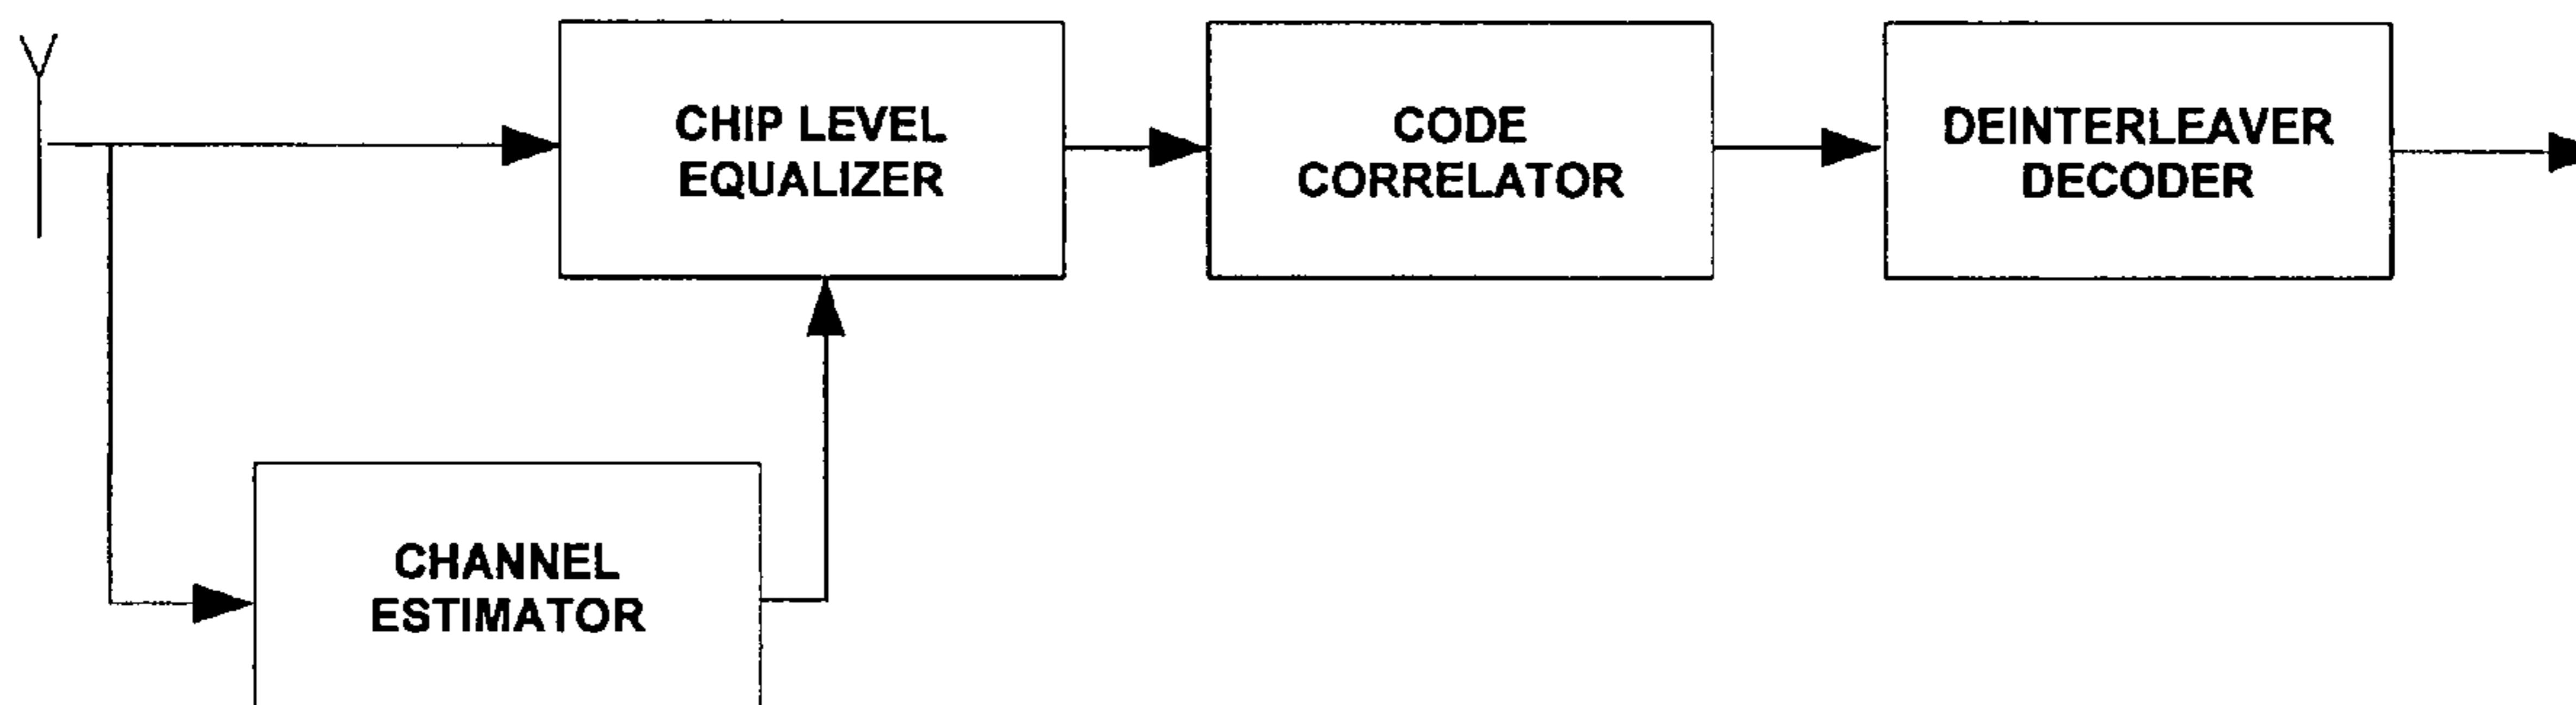 CHIP LEVEL
EQUALIZER
CODE
CORRELATOR
DEINTERLEAVER
DECODER
CHANNEL
ESTIMATOR